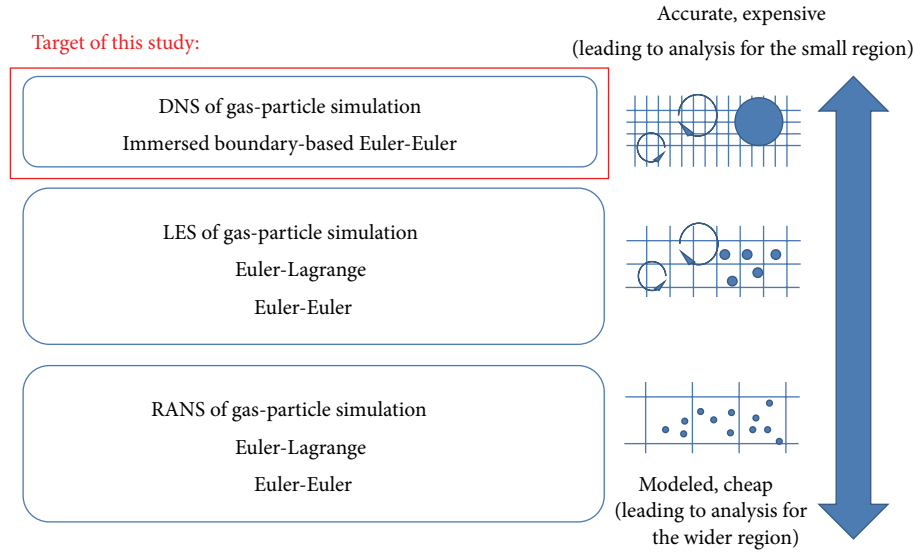 Target of this study:
Accurate, expensive
(leading to analysis for the small region)
DNS of gas-particle simulation
Immersed boundary-based Euler-Euler
LES of gas-particle simulation
Euler-Lagrange
Euler-Euler
RANS of gas-particle simulation
Euler-Lagrange
Euler-Euler
Modeled, cheap
(leading to analysis for
the wider region)